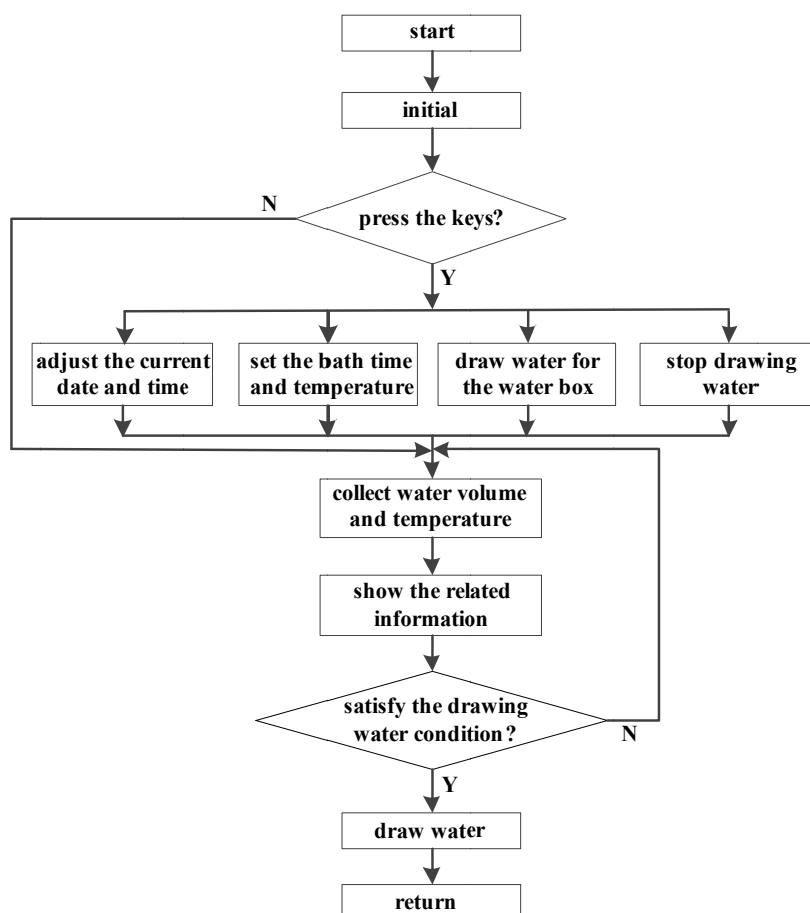 start
initial
N
press the keys?
Y
adjust the current
date and time
set the bath time
and temperature
draw water for
the water box
stop drawing
water
collect water volume
and temperature
show the related
information
satisfy the drawing
water condition?
N
Y
draw water
return